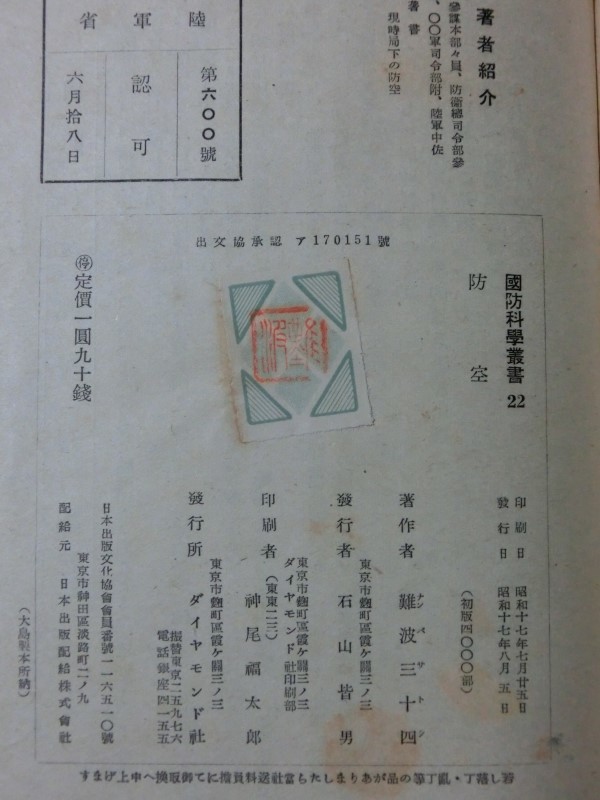 著者紹介
參謀本部々員、防衛總司令部參
、〇〇軍司令部附、陸軍中佐
著書
現時局下の防空
陸軍省
第六〇〇號
認可
六月拾八日
出文協承認 ア170151號
國防科學叢書 22
防空
㊡定價一圓九十錢
印刷日 昭和十七年七月廿五日
發行日 昭和十七年八月五日
(初版四〇〇〇部)
著作者 難波三十四
ナンバサトシ
東京市麴町區霞ケ關三ノ三
發行者 石山皆男
東京市麴町區霞ケ關三ノ三
ダイヤモンド社印刷部
(東東二三)
印刷者 神尾福太郎
東京市麴町區霞ケ關三ノ三
發行所 ダイヤモンド社
振替東京二五九七六
電話銀座四一五五
日本出版文化協會會員番號一一六五一〇號
東京市神田區淡路町二ノ九
配給元 日本出版配給株式會社
(大島製本所納)
若し落丁・亂丁等の品がありましたら當社送料負擔にて御取換へ申上げます